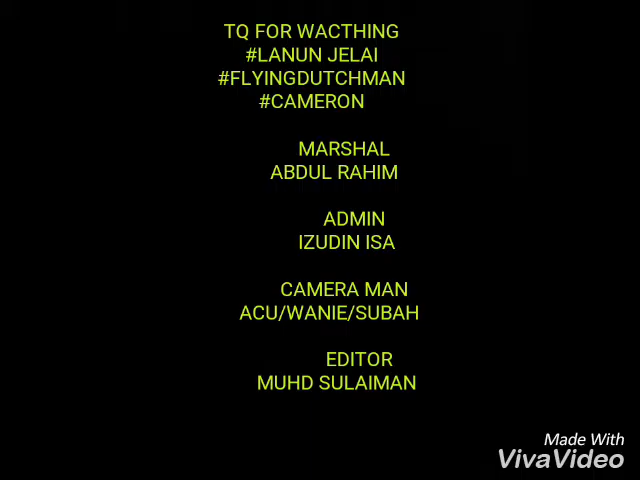 TQ FOR WACTHING
#LANUN JELAI
#FLYINGDUTCHMAN
#CAMERON
MARSHAL
ABDUL RAHIM
ADMIN
IZUDIN ISA
CAMERA MAN
ACU/WANIE/SUBAH
EDITOR
MUHD SULAIMAN
Made With
VivaVideo